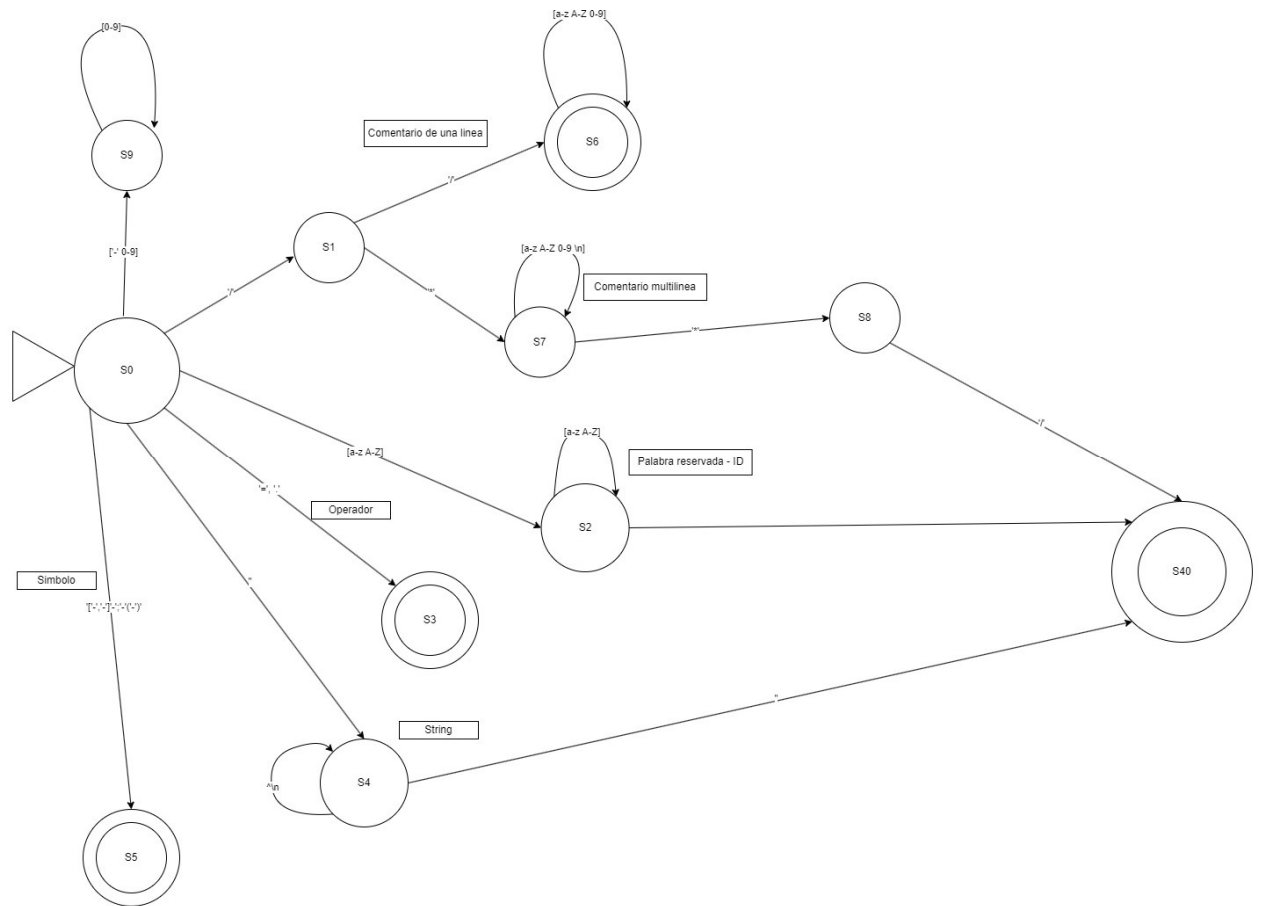 [0-9]
[a-z A-Z 0-9]
Comentario de una linea
S9
S6
'/'
S1
['-' 0-9]
[a-z A-Z 0-9 \n]
Comentario multilinea
'/'
'*'
S7
'*'
S8
S0
'/'
[a-z A-Z]
[a-z A-Z]
Palabra reservada - ID
Operador
S2
S40
Simbolo
S3
String
S4
^\n
S5